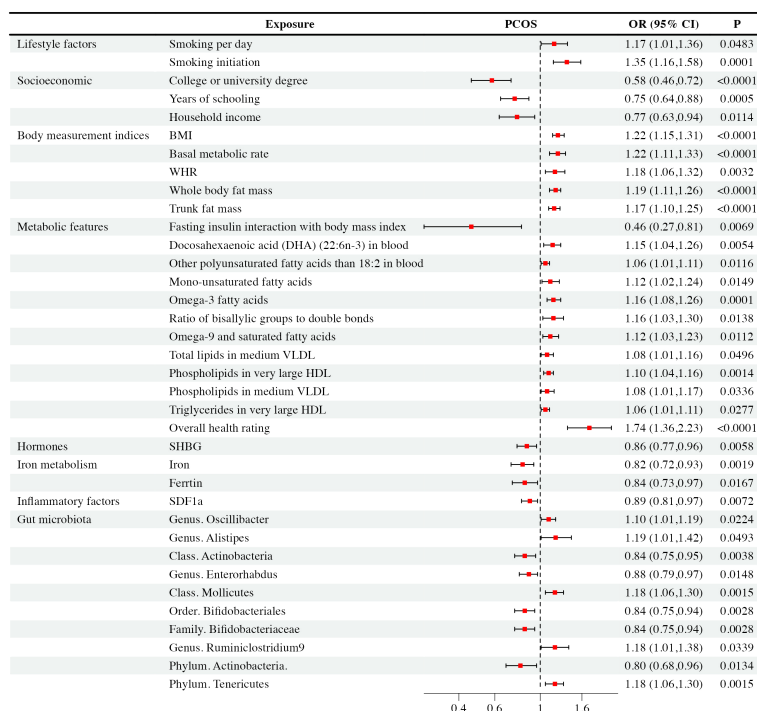 Exposure PCOS OR (95% CI) P
Lifestyle factors Smoking per day 1.17 (1.01,1.36) 0.0483
Smoking initiation 1.35 (1.16,1.58) 0.0001
Socioeconomic College or university degree 0.58 (0.46,0.72) <0.0001
Years of schooling 0.75 (0.64,0.88) 0.0005
Household income 0.77 (0.63,0.94) 0.0114
Body measurement indices BMI 1.22 (1.15,1.31) <0.0001
Basal metabolic rate 1.22 (1.11,1.33) <0.0001
WHR 1.18 (1.06,1.32) 0.0032
Whole body fat mass 1.19 (1.11,1.26) <0.0001
Trunk fat mass 1.17 (1.10,1.25) <0.0001
Metabolic features Fasting insulin interaction with body mass index 0.46 (0.27,0.81) 0.0069
Docosahexaenoic acid (DHA) (22:6n-3) in blood 1.15 (1.04,1.26) 0.0054
Other polyunsaturated fatty acids than 18:2 in blood 1.06 (1.01,1.11) 0.0116
Mono-unsaturated fatty acids 1.12 (1.02,1.24) 0.0149
Omega-3 fatty acids 1.16 (1.08,1.26) 0.0001
Ratio of bisallylic groups to double bonds 1.16 (1.03,1.30) 0.0138
Omega-9 and saturated fatty acids 1.12 (1.03,1.23) 0.0112
Total lipids in medium VLDL 1.08 (1.01,1.16) 0.0496
Phospholipids in very large HDL 1.10 (1.04,1.16) 0.0014
Phospholipids in medium VLDL 1.08 (1.01,1.17) 0.0336
Triglycerides in very large HDL 1.06 (1.01,1.11) 0.0277
Overall health rating 1.74 (1.36,2.23) <0.0001
Hormones SHBG 0.86 (0.77,0.96) 0.0058
Iron metabolism Iron 0.82 (0.72,0.93) 0.0019
Ferrtin 0.84 (0.73,0.97) 0.0167
Inflammatory factors SDF1a 0.89 (0.81,0.97) 0.0072
Gut microbiota Genus. Oscillibacter 1.10 (1.01,1.19) 0.0224
Genus. Alistipes 1.19 (1.01,1.42) 0.0493
Class. Actinobacteria 0.84 (0.75,0.95) 0.0038
Genus. Enterorhabdus 0.88 (0.79,0.97) 0.0148
Class. Mollicutes 1.18 (1.06,1.30) 0.0015
Order. Bifidobacteriales 0.84 (0.75,0.94) 0.0028
Family. Bifidobacteriaceae 0.84 (0.75,0.94) 0.0028
Genus. Ruminiclostridium9 1.18 (1.01,1.38) 0.0339
Phylum. Actinobacteria. 0.80 (0.68,0.96) 0.0134
Phylum. Tenericutes 1.18 (1.06,1.30) 0.0015
0.4 0.6 1 1.6